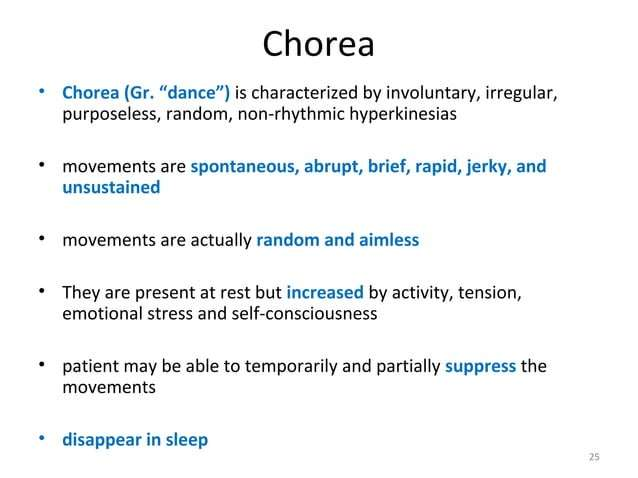 Chorea
• Chorea (Gr. “dance”) is characterized by involuntary, irregular,
purposeless, random, non-rhythmic hyperkinesias
• movements are spontaneous, abrupt, brief, rapid, jerky, and
unsustained
• movements are actually random and aimless
• They are present at rest but increased by activity, tension,
emotional stress and self-consciousness
• patient may be able to temporarily and partially suppress the
movements
• disappear in sleep
25